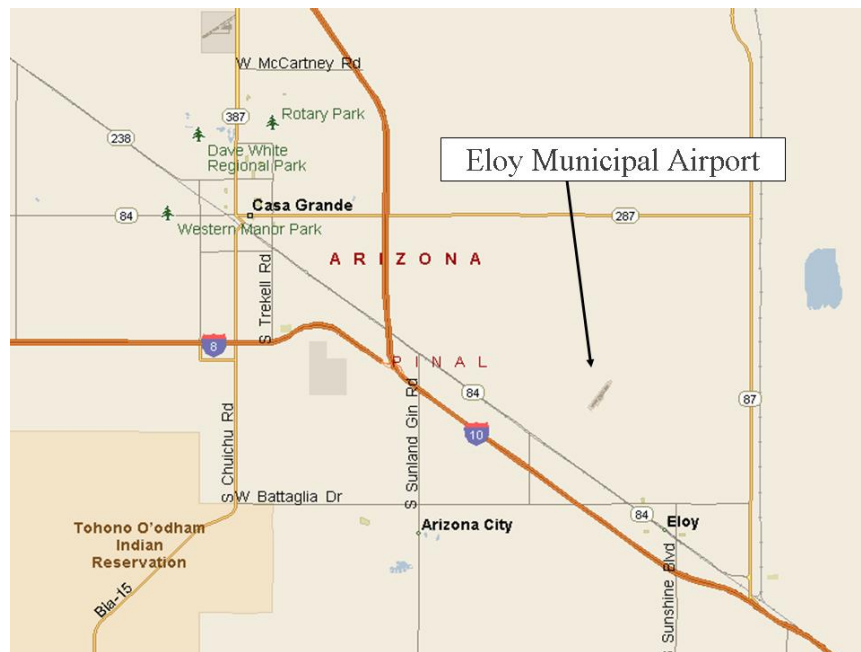 W McCartney Rd
387
Rotary Park
238
Dave White
Regional Park
Eloy Municipal Airport
84
Casa Grande
287
Western Manor Park
ARIZONA
S Trekell Rd
8
PINAL
84
87
S Sunland Gin Rd
10
S Chuichu Rd
W Battaglia Dr
84
Eloy
Arizona City
Tohono O'odham
Indian
Reservation
S Sunshine Blvd
BIa-15